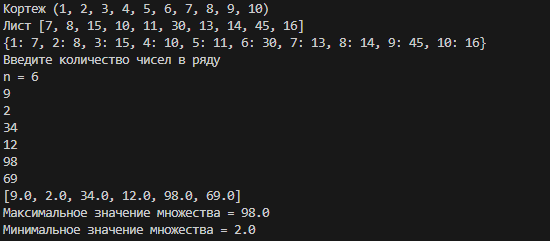 Кортеж (1, 2, 3, 4, 5, 6, 7, 8, 9, 10)
Лист [7, 8, 15, 10, 11, 30, 13, 14, 45, 16]
{1: 7, 2: 8, 3: 15, 4: 10, 5: 11, 6: 30, 7: 13, 8: 14, 9: 45, 10: 16}
Введите количество чисел в ряду
n = 6
9
2
34
12
98
69
[9.0, 2.0, 34.0, 12.0, 98.0, 69.0]
Максимальное значение множества = 98.0
Минимальное значение множества = 2.0